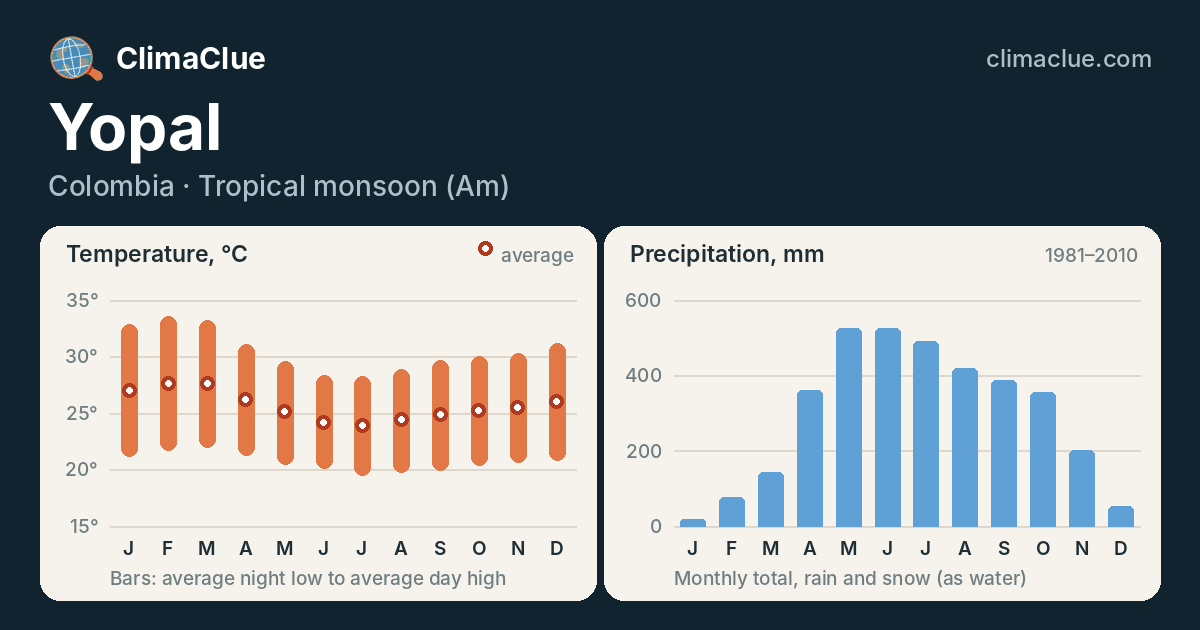 ClimaClue
climaclue.com
Yopal
Colombia · Tropical monsoon (Am)
Temperature, °C
average
35°
30°
25°
20°
15°
J F M A M J J A S O N D
Bars: average night low to average day high
Precipitation, mm
1981–2010
600
400
200
0
J F M A M J J A S O N D
Monthly total, rain and snow (as water)